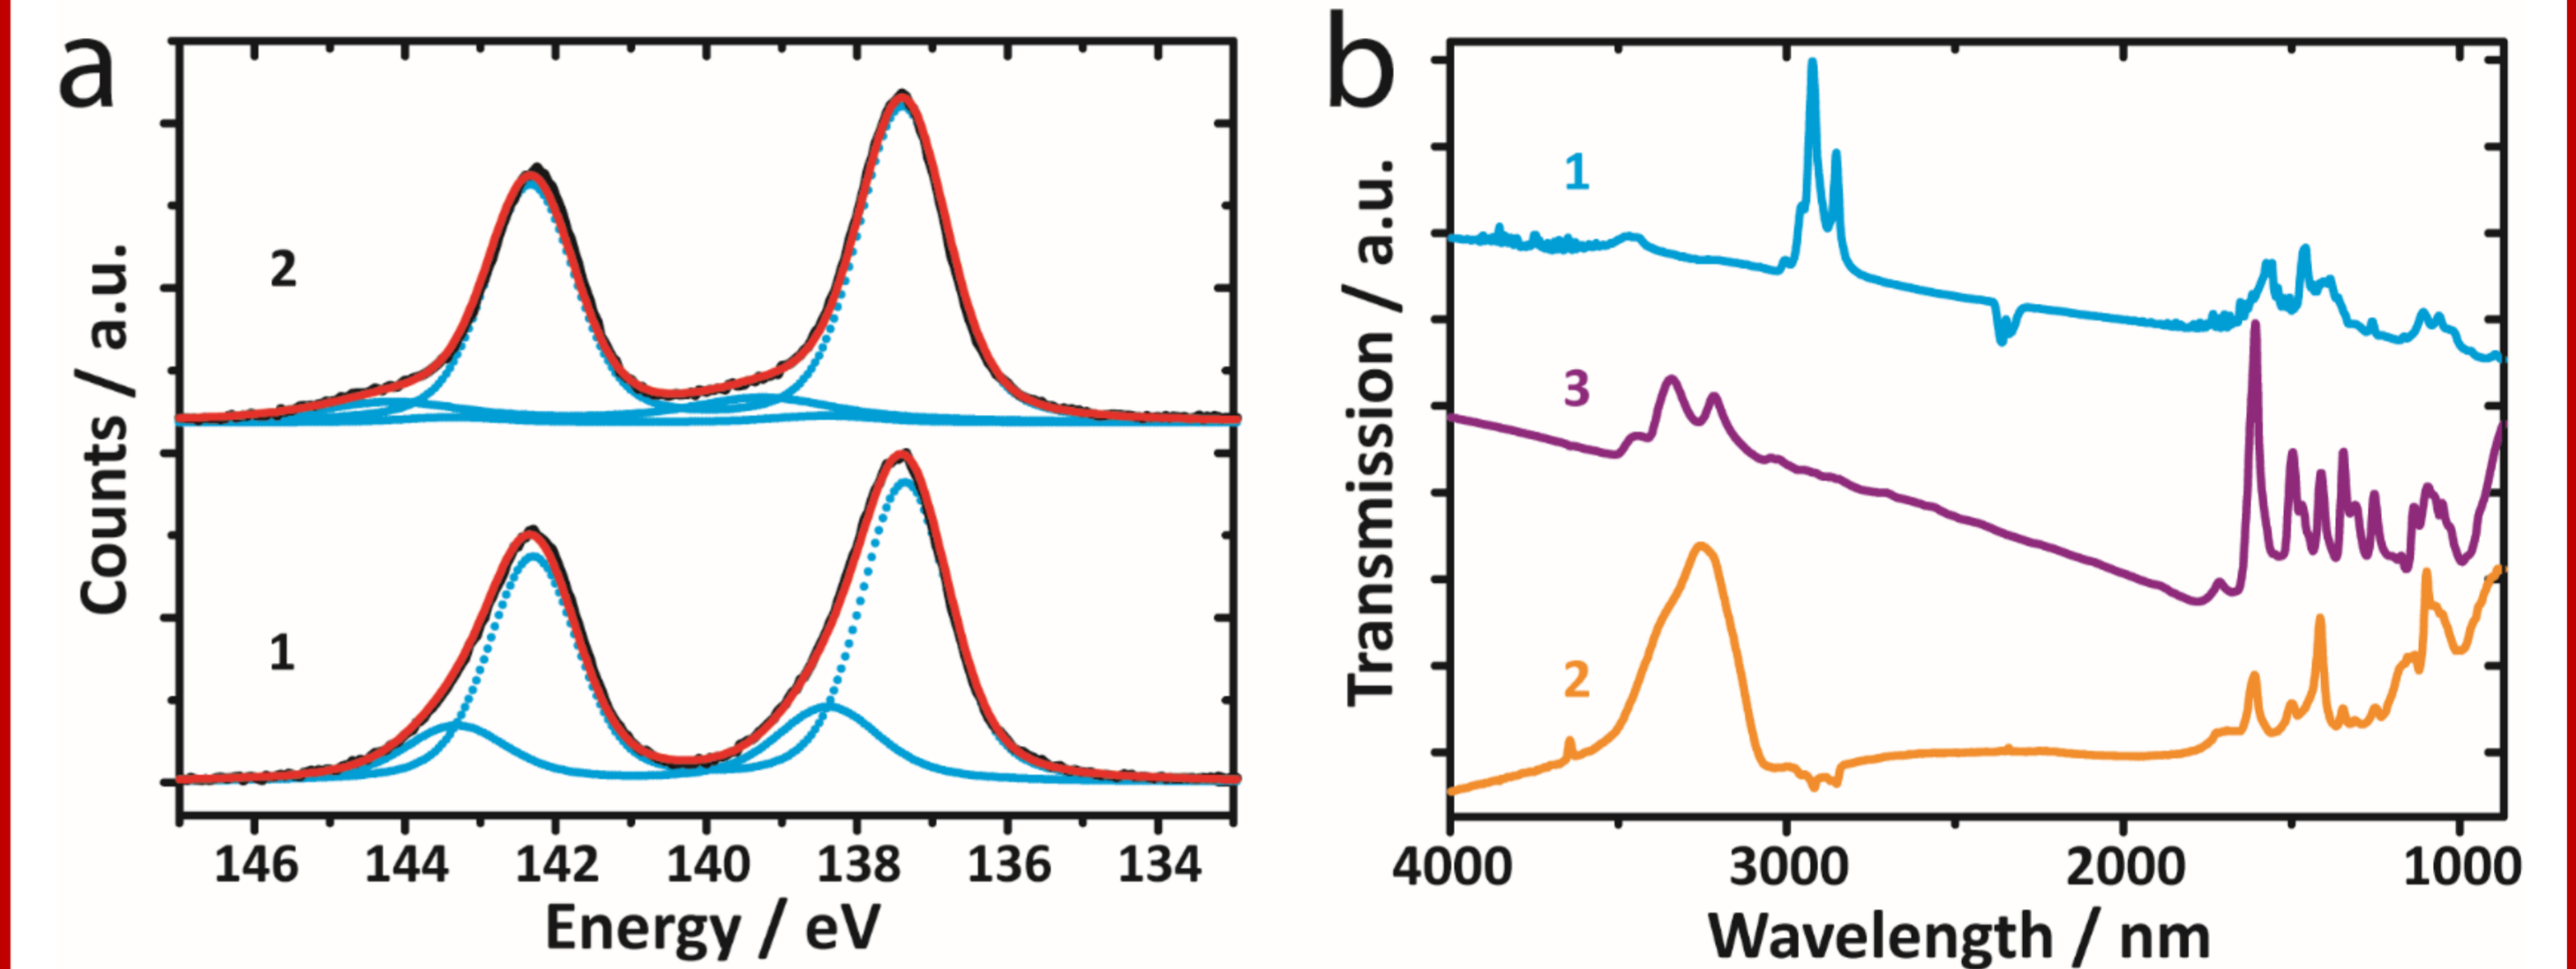 a
Counts / a.u.
2
1
146 144 142 140 138 136 134
Energy / eV
b
Transmission / a.u.
1
3
2
4000 3000 2000 1000
Wavelength / nm